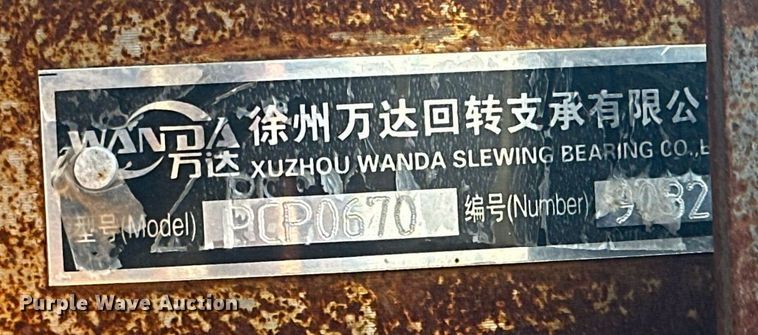 WANDA 万达 徐州万达回转支承有限公
XUZHOU WANDA SLEWING BEARING CO.,
型号(Model) PCP0670 编号(Number) 9032
Purple Wave Auction